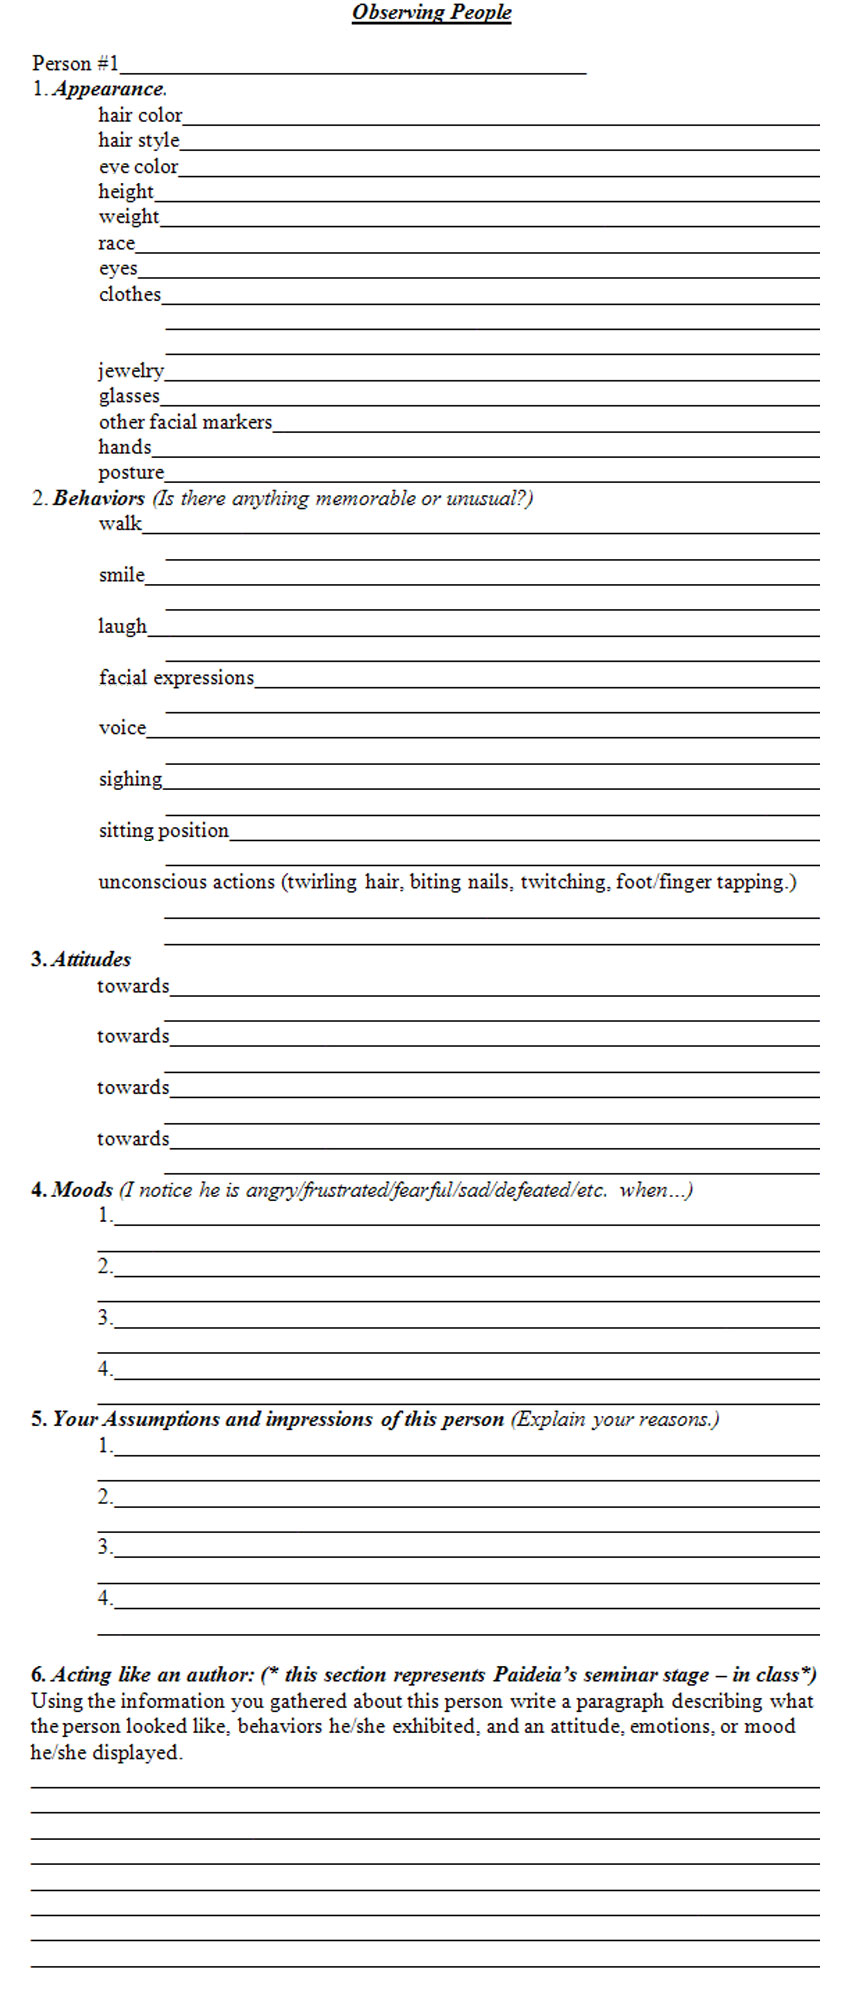 Observing People
Person #1
1. Appearance.
hair color
hair style
eve color
height
weight
race
eyes
clothes
jewelry
glasses
other facial markers
hands
posture
2. Behaviors (Is there anything memorable or unusual?)
walk
smile
laugh
facial expressions
voice
sighing
sitting position
unconscious actions (twirling hair, biting nails, twitching, foot/finger tapping.)
3. Attitudes
towards
towards
towards
towards
4. Moods (I notice he is angry/frustrated/fearful/sad/defeated/etc. when...)
1.
2.
3.
4.
5. Your Assumptions and impressions of this person (Explain your reasons.)
1.
2.
3.
4.
6. Acting like an author: (* this section represents Paideia's seminar stage – in class*)
Using the information you gathered about this person write a paragraph describing what
the person looked like, behaviors he/she exhibited, and an attitude, emotions, or mood
he/she displayed.